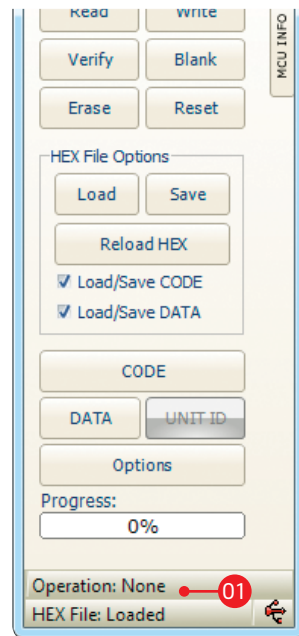 Read Write
MCU INFO
Verify Blank
Erase Reset
HEX File Options
Load Save
Reload HEX
Load/Save CODE
Load/Save DATA
CODE
DATA UNIT ID
Options
Progress:
0%
Operation: None 01
HEX File: Loaded